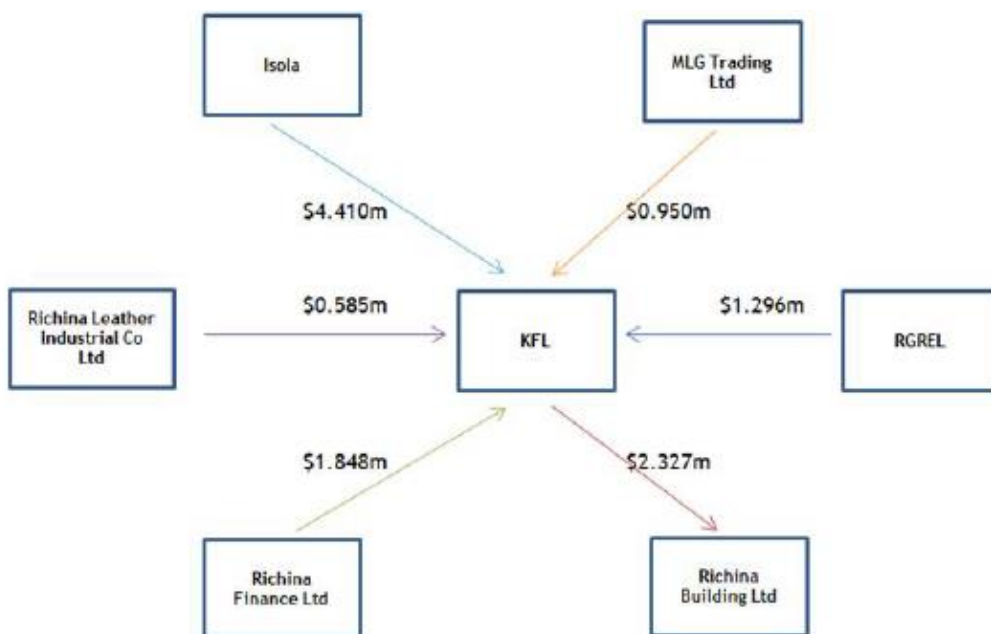 Isola
MLG Trading
Ltd
$4.410m
$0.950m
Richina Leather
Industrial Co
Ltd
$0.585m
KFL
$1.296m
RGREL
$1.848m
$2.327m
Richina
Finance Ltd
Richina
Building Ltd